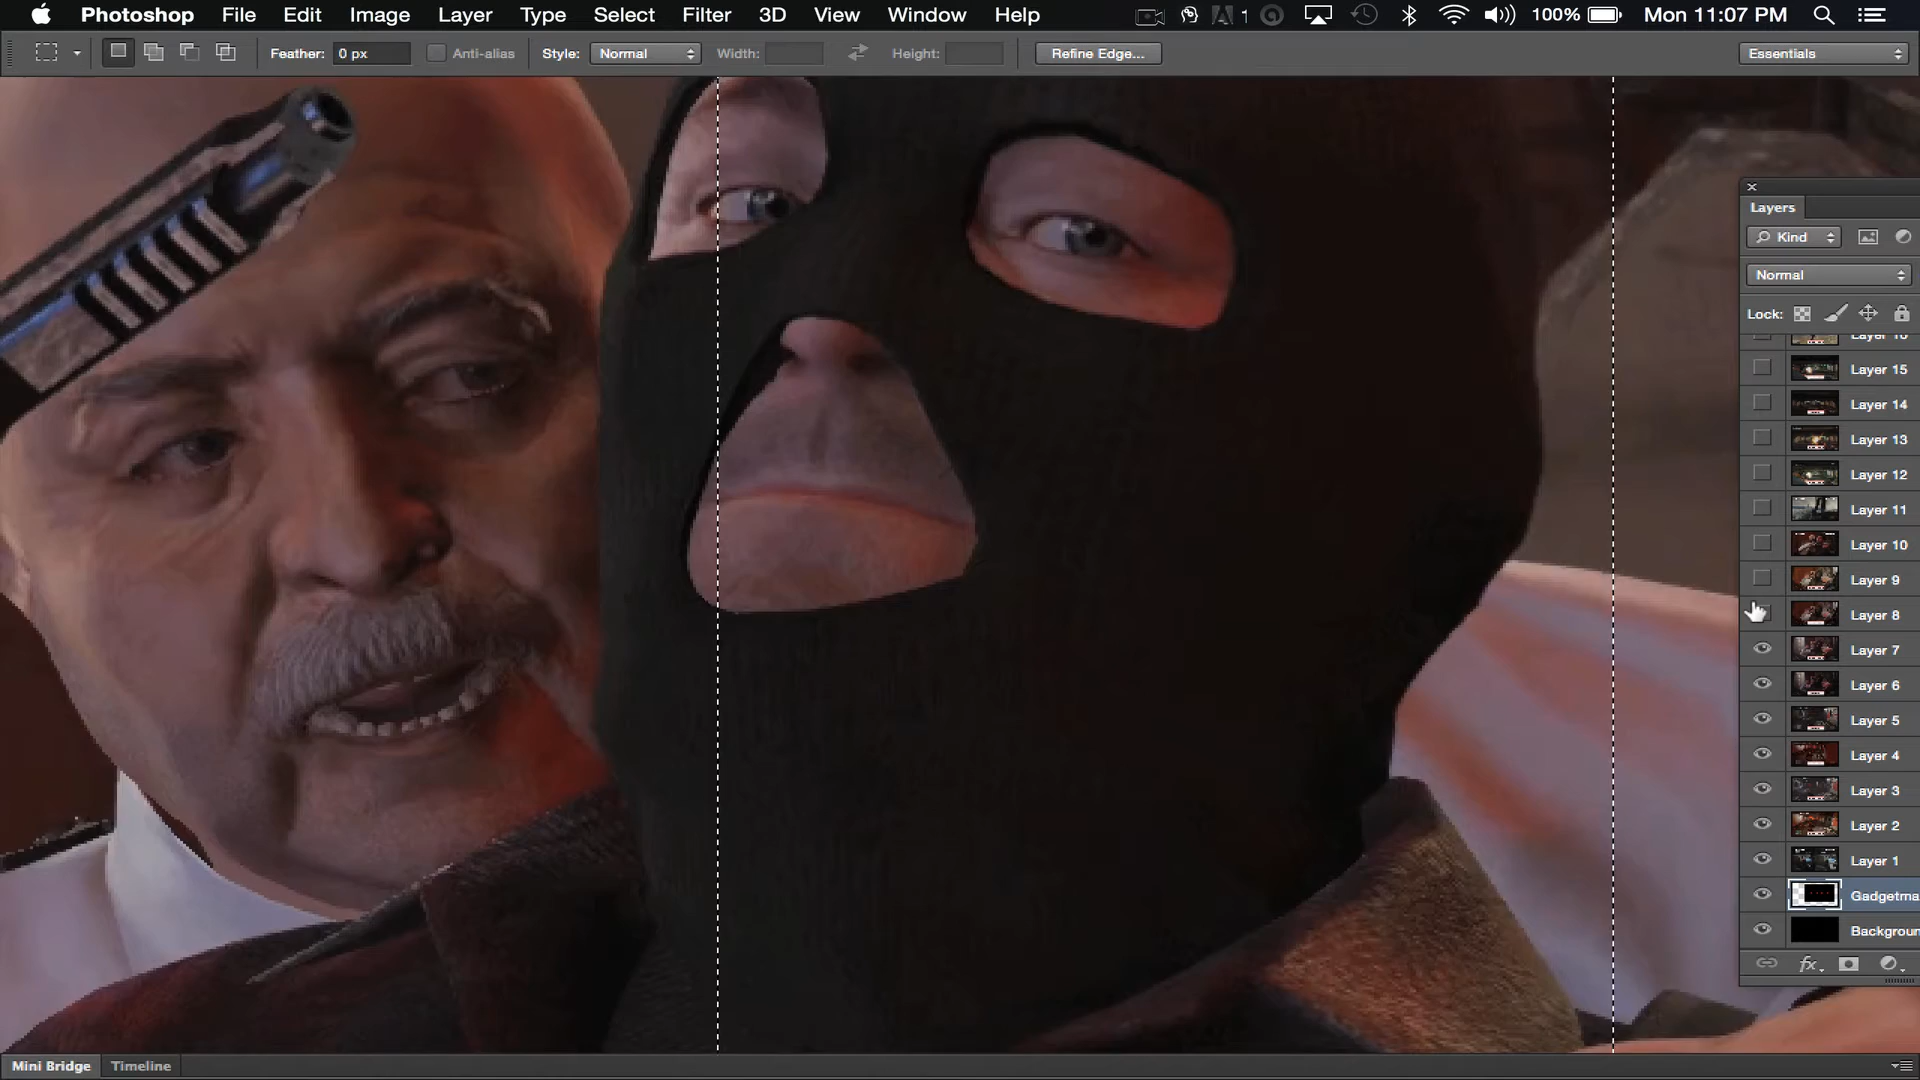 Photoshop File Edit Image Layer Type Select Filter 3D View Window Help 1 100% Mon 11:07 PM
Feather: 0 px Anti-alias Style: Normal Width: Height: Refine Edge... Essentials
Layers
Kind
Normal
Lock:
Layer 15
Layer 14
Layer 13
Layer 12
Layer 11
Layer 10
Layer 9
Layer 8
Layer 7
Layer 6
Layer 5
Layer 4
Layer 3
Layer 2
Layer 1
Gadgetma
Backgroun
fx
Mini Bridge Timeline